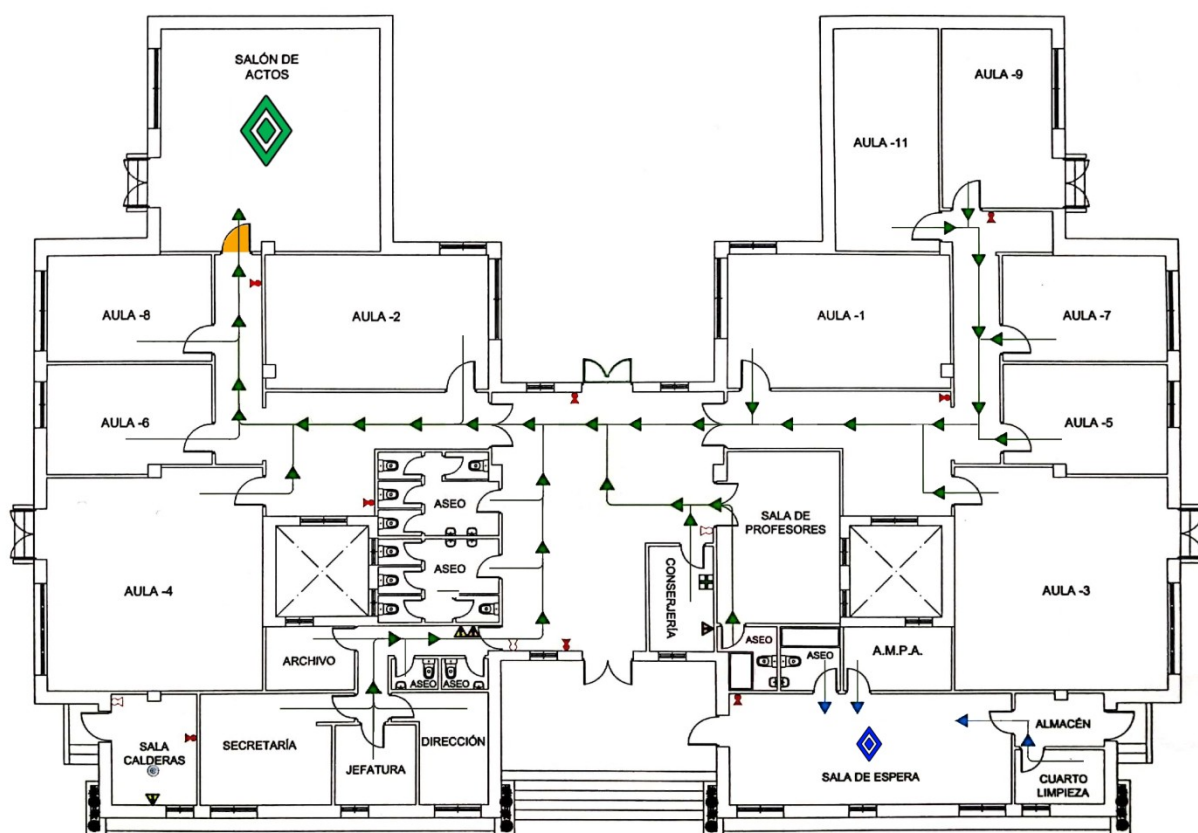 SALÓN DE
ACTOS
AULA -9
AULA -11
AULA -8
AULA -2
AULA -1
AULA -7
AULA -6
AULA -5
ASEO
SALA DE
PROFESORES
ASEO
CONSERJERÍA
AULA -4
AULA -3
ARCHIVO
ASEO
ASEO
ASEO
ASEO
A.M.P.A.
SALA
CALDERAS
SECRETARÍA
JEFATURA
DIRECCIÓN
SALA DE ESPERA
ALMACÉN
CUARTO
LIMPIEZA